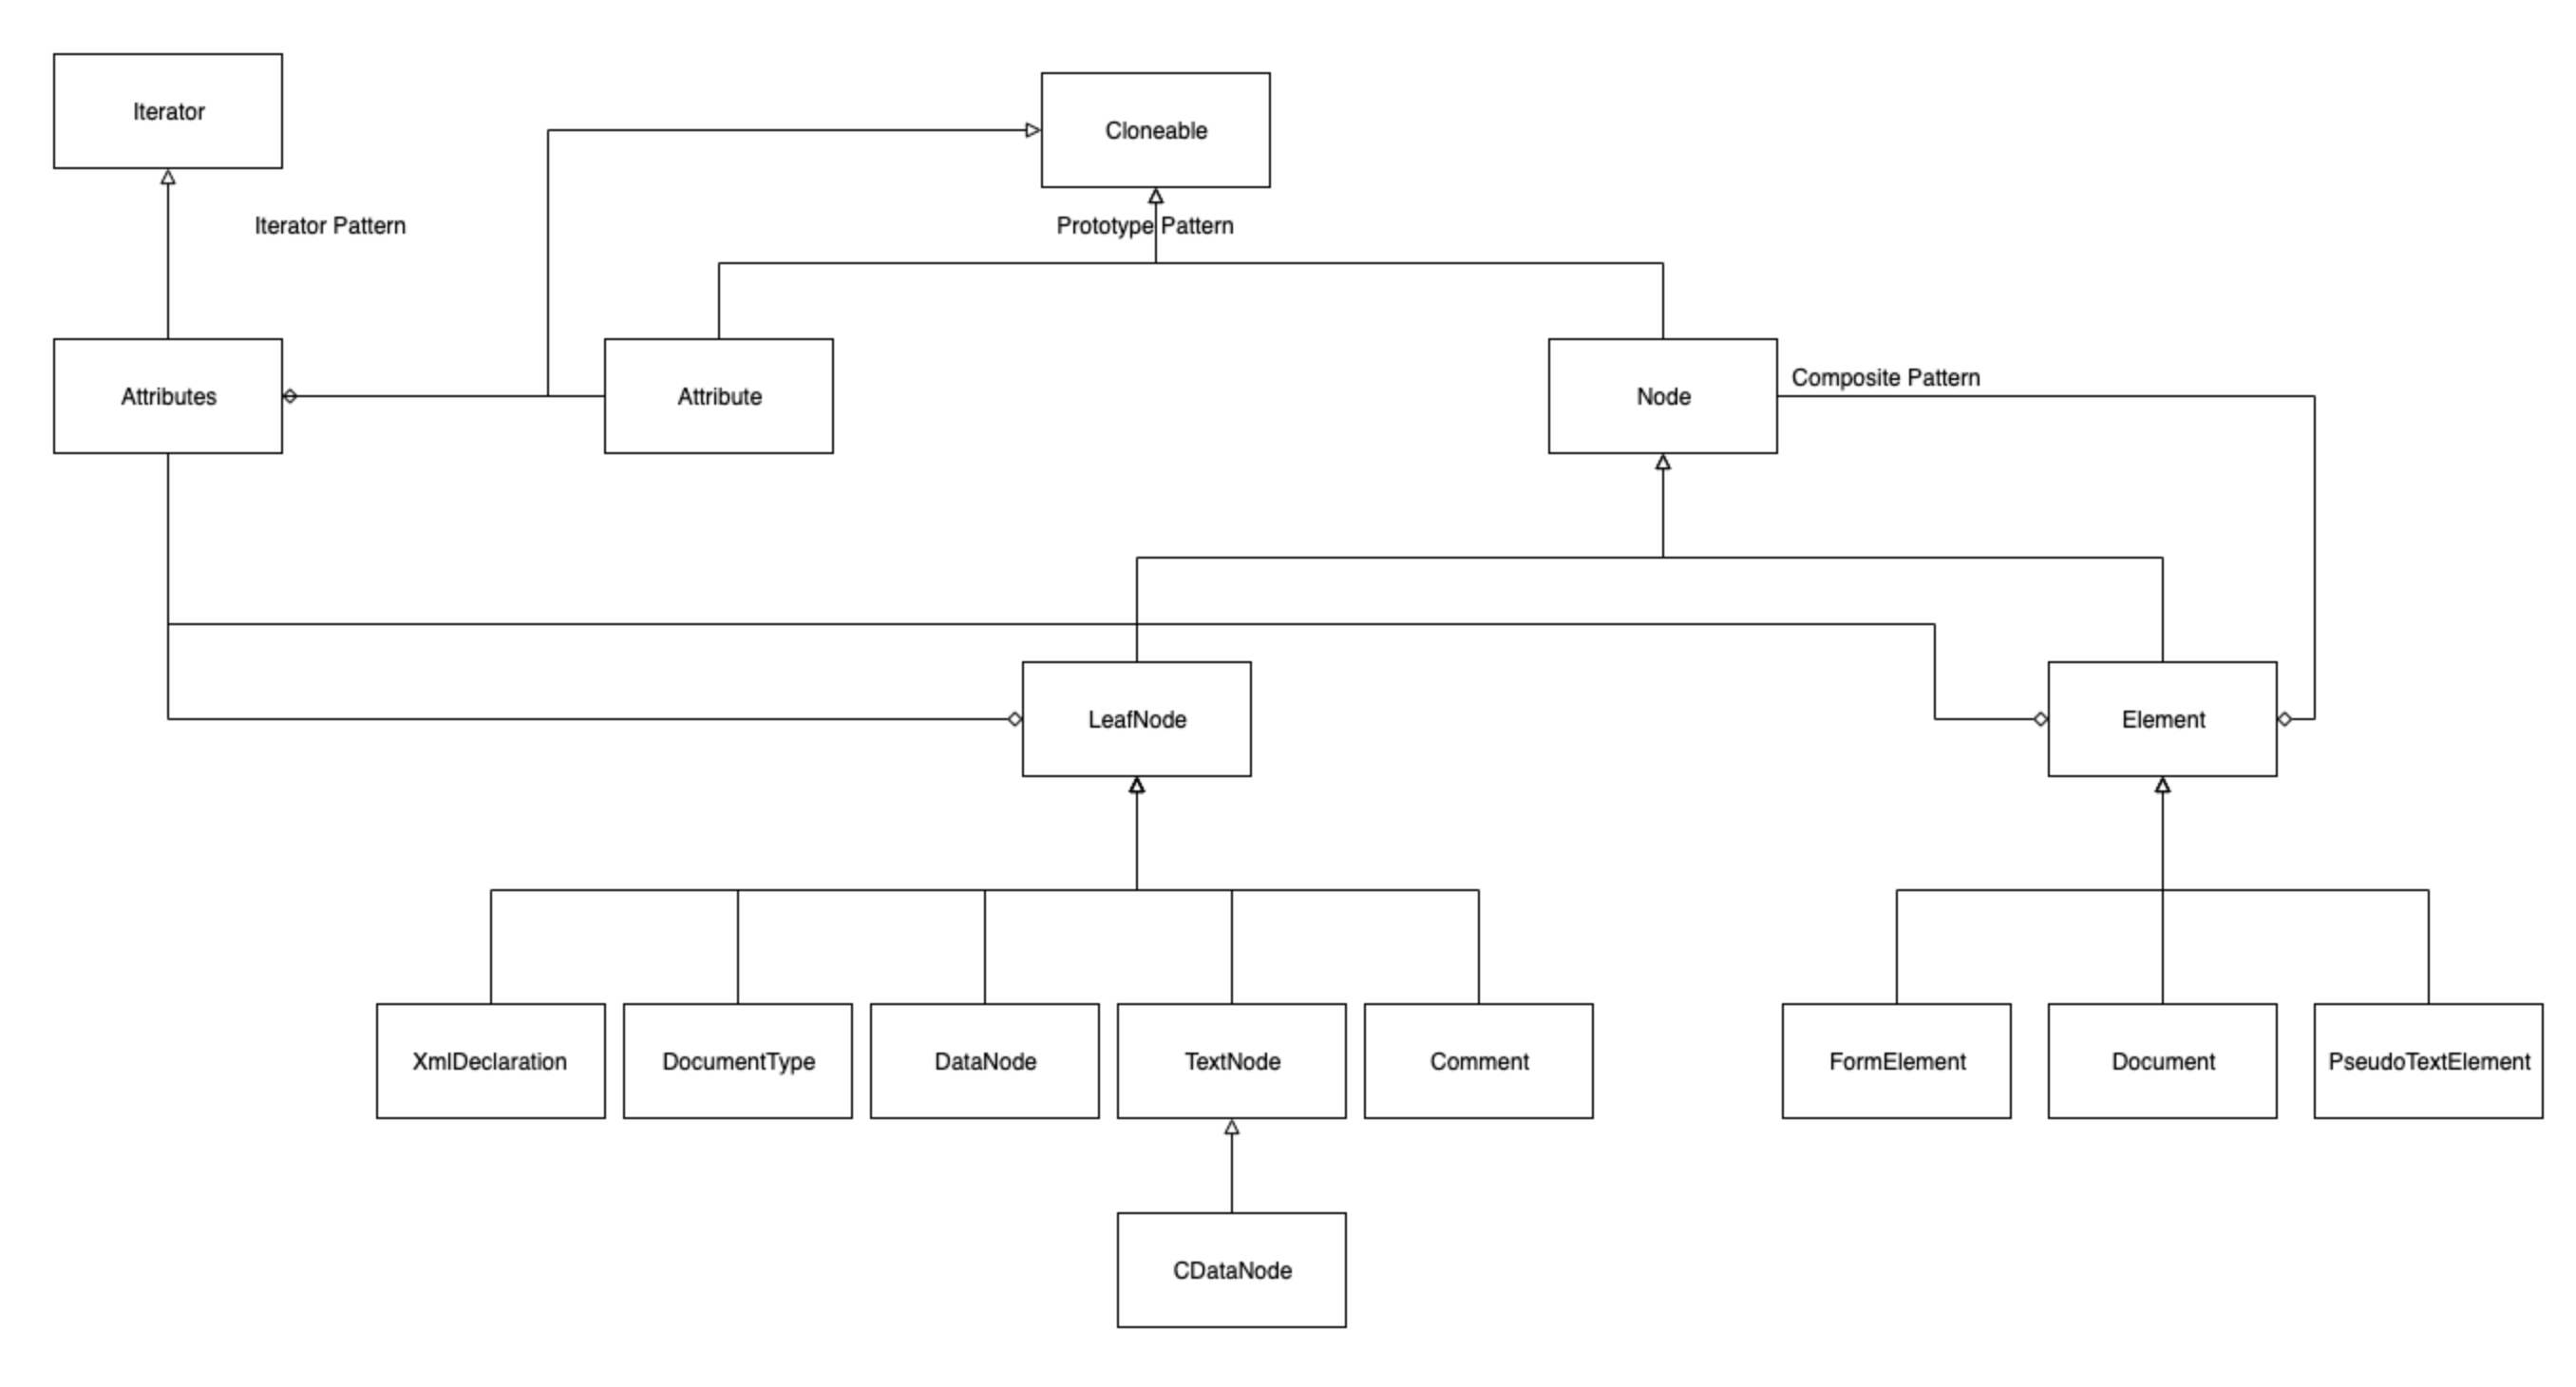 Iterator
Cloneable
Iterator Pattern
Prototype Pattern
Attributes
Attribute
Node
Composite Pattern
LeafNode
Element
XmlDeclaration
DocumentType
DataNode
TextNode
Comment
FormElement
Document
PseudoTextElement
CDataNode